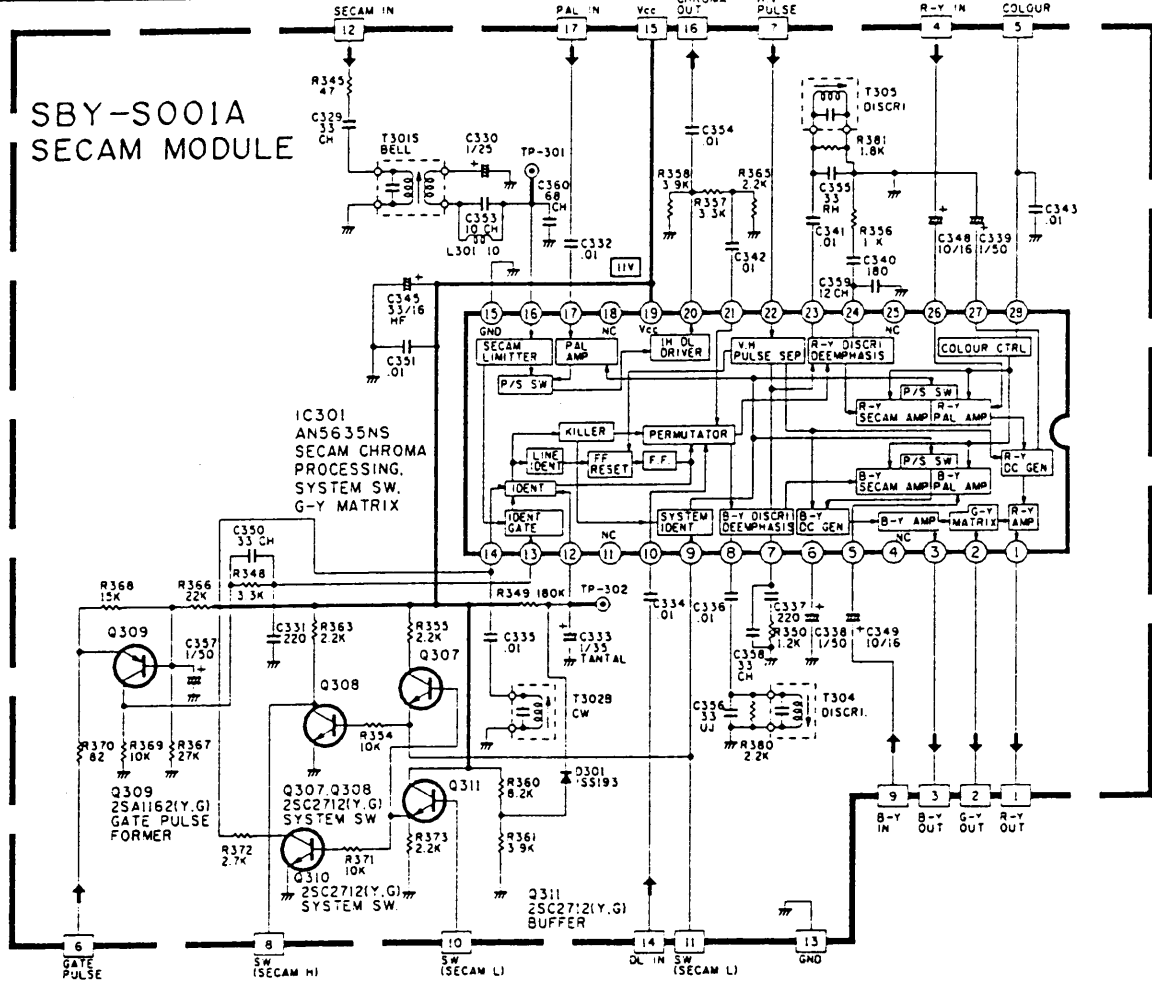 SECAM IN
PAL IN
Vcc
OUT
PULSE
R-Y IN
COLOUR
12
17
15
16
7
4
5
SBY-S001A
SECAM MODULE
R345
47
C329
33
CH
T301S
BELL
C330
1/25
TP-301
C360
68
CH
C353
10 CH
L301 10
C332
.01
C354
.01
R358
3.9K
R357
3.3K
R365
2.2K
C342
.01
T305
DISCRI
R381
1.8K
C355
33
RH
C341
.01
R356
1 K
C340
180
C359
12 CH
C348
10/16
C339
1/50
C343
.01
11V
C345
33/16
HF
C351
.01
15
16
17
18
19
20
21
22
23
24
25
26
27
28
GND
NC
Vcc
NC
SECAM
LIMITTER
PAL
AMP
1H DL
DRIVER
V.H
PULSE SEP
R-Y DISCRI
DEEMPHASIS
COLOUR CTRL
P/S SW
P/S SW
R-Y
SECAM AMP
R-Y
PAL AMP
IC301
AN5635NS
SECAM CHROMA
PROCESSING,
SYSTEM SW,
G-Y MATRIX
KILLER
PERMUTATOR
LINE
IDENT
FF
RESET
F.F.
P/S SW
R-Y
DC GEN
B-Y
SECAM AMP
B-Y
PAL AMP
IDENT
IDENT
GATE
SYSTEM
IDENT
B-Y DISCRI
DEEMPHASIS
B-Y
DC GEN
B-Y AMP
G-Y
MATRIX
R-Y
AMP
NC
NC
14
13
12
11
10
9
8
7
6
5
4
3
2
1
C350
33 CH
R348
3.3K
R368
15K
R366
22K
R349 180K
TP-302
Q309
C357
1/50
C331
220
R363
2.2K
R355
2.2K
Q307
C335
.01
C333
1/35
TANTAL
C334
.01
C336
.01
C337
220
R350
1.2K
C358
33
CH
C338
1/50
C349
10/16
Q308
T302B
CW
C356
33
UJ
T304
DISCRI.
R380
2.2K
R354
10K
R370
82
R369
10K
R367
27K
D301
1SS193
Q309
2SA1162(Y,G)
GATE PULSE
FORMER
Q307,Q308
2SC2712(Y,G)
SYSTEM SW
Q311
R360
8.2K
R372
2.7K
R371
10K
R373
2.2K
R361
3.9K
Q310
2SC2712(Y,G)
SYSTEM SW.
Q311
2SC2712(Y,G)
BUFFER
9
3
2
1
B-Y
IN
B-Y
OUT
G-Y
OUT
R-Y
OUT
6
8
10
14
11
13
GATE
PULSE
SW
(SECAM H)
SW
(SECAM L)
DL IN
SW
(SECAM L)
GND